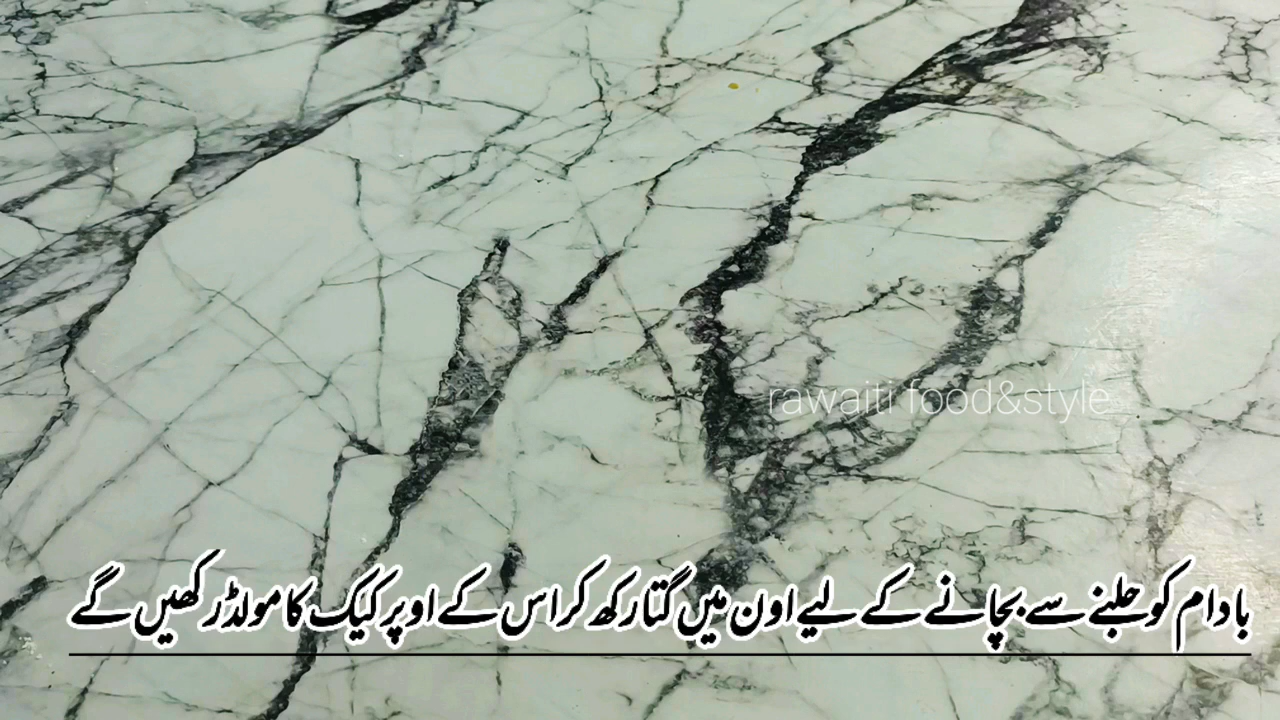 rawaiti food&style
بادام کو جلنے سے بچانے کے لیے اون میں گتا رکھ کر اس کے اوپر کیک کا مولڈ رکھیں گے